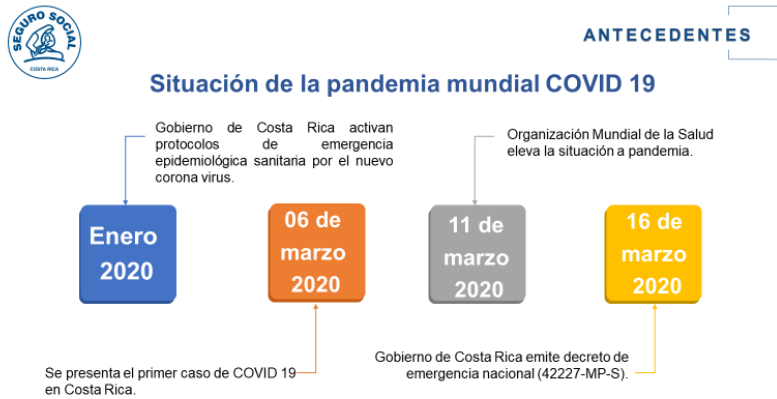 SEGURO SOCIAL
COSTA RICA
ANTECEDENTES
Situación de la pandemia mundial COVID 19
Gobierno de Costa Rica activan
protocolos de emergencia
epidemiológica sanitaria por el nuevo
corona virus.
Organización Mundial de la Salud
eleva la situación a pandemia.
Enero
2020
06 de
marzo
2020
11 de
marzo
2020
16 de
marzo
2020
Se presenta el primer caso de COVID 19
en Costa Rica.
Gobierno de Costa Rica emite decreto de
emergencia nacional (42227-MP-S).